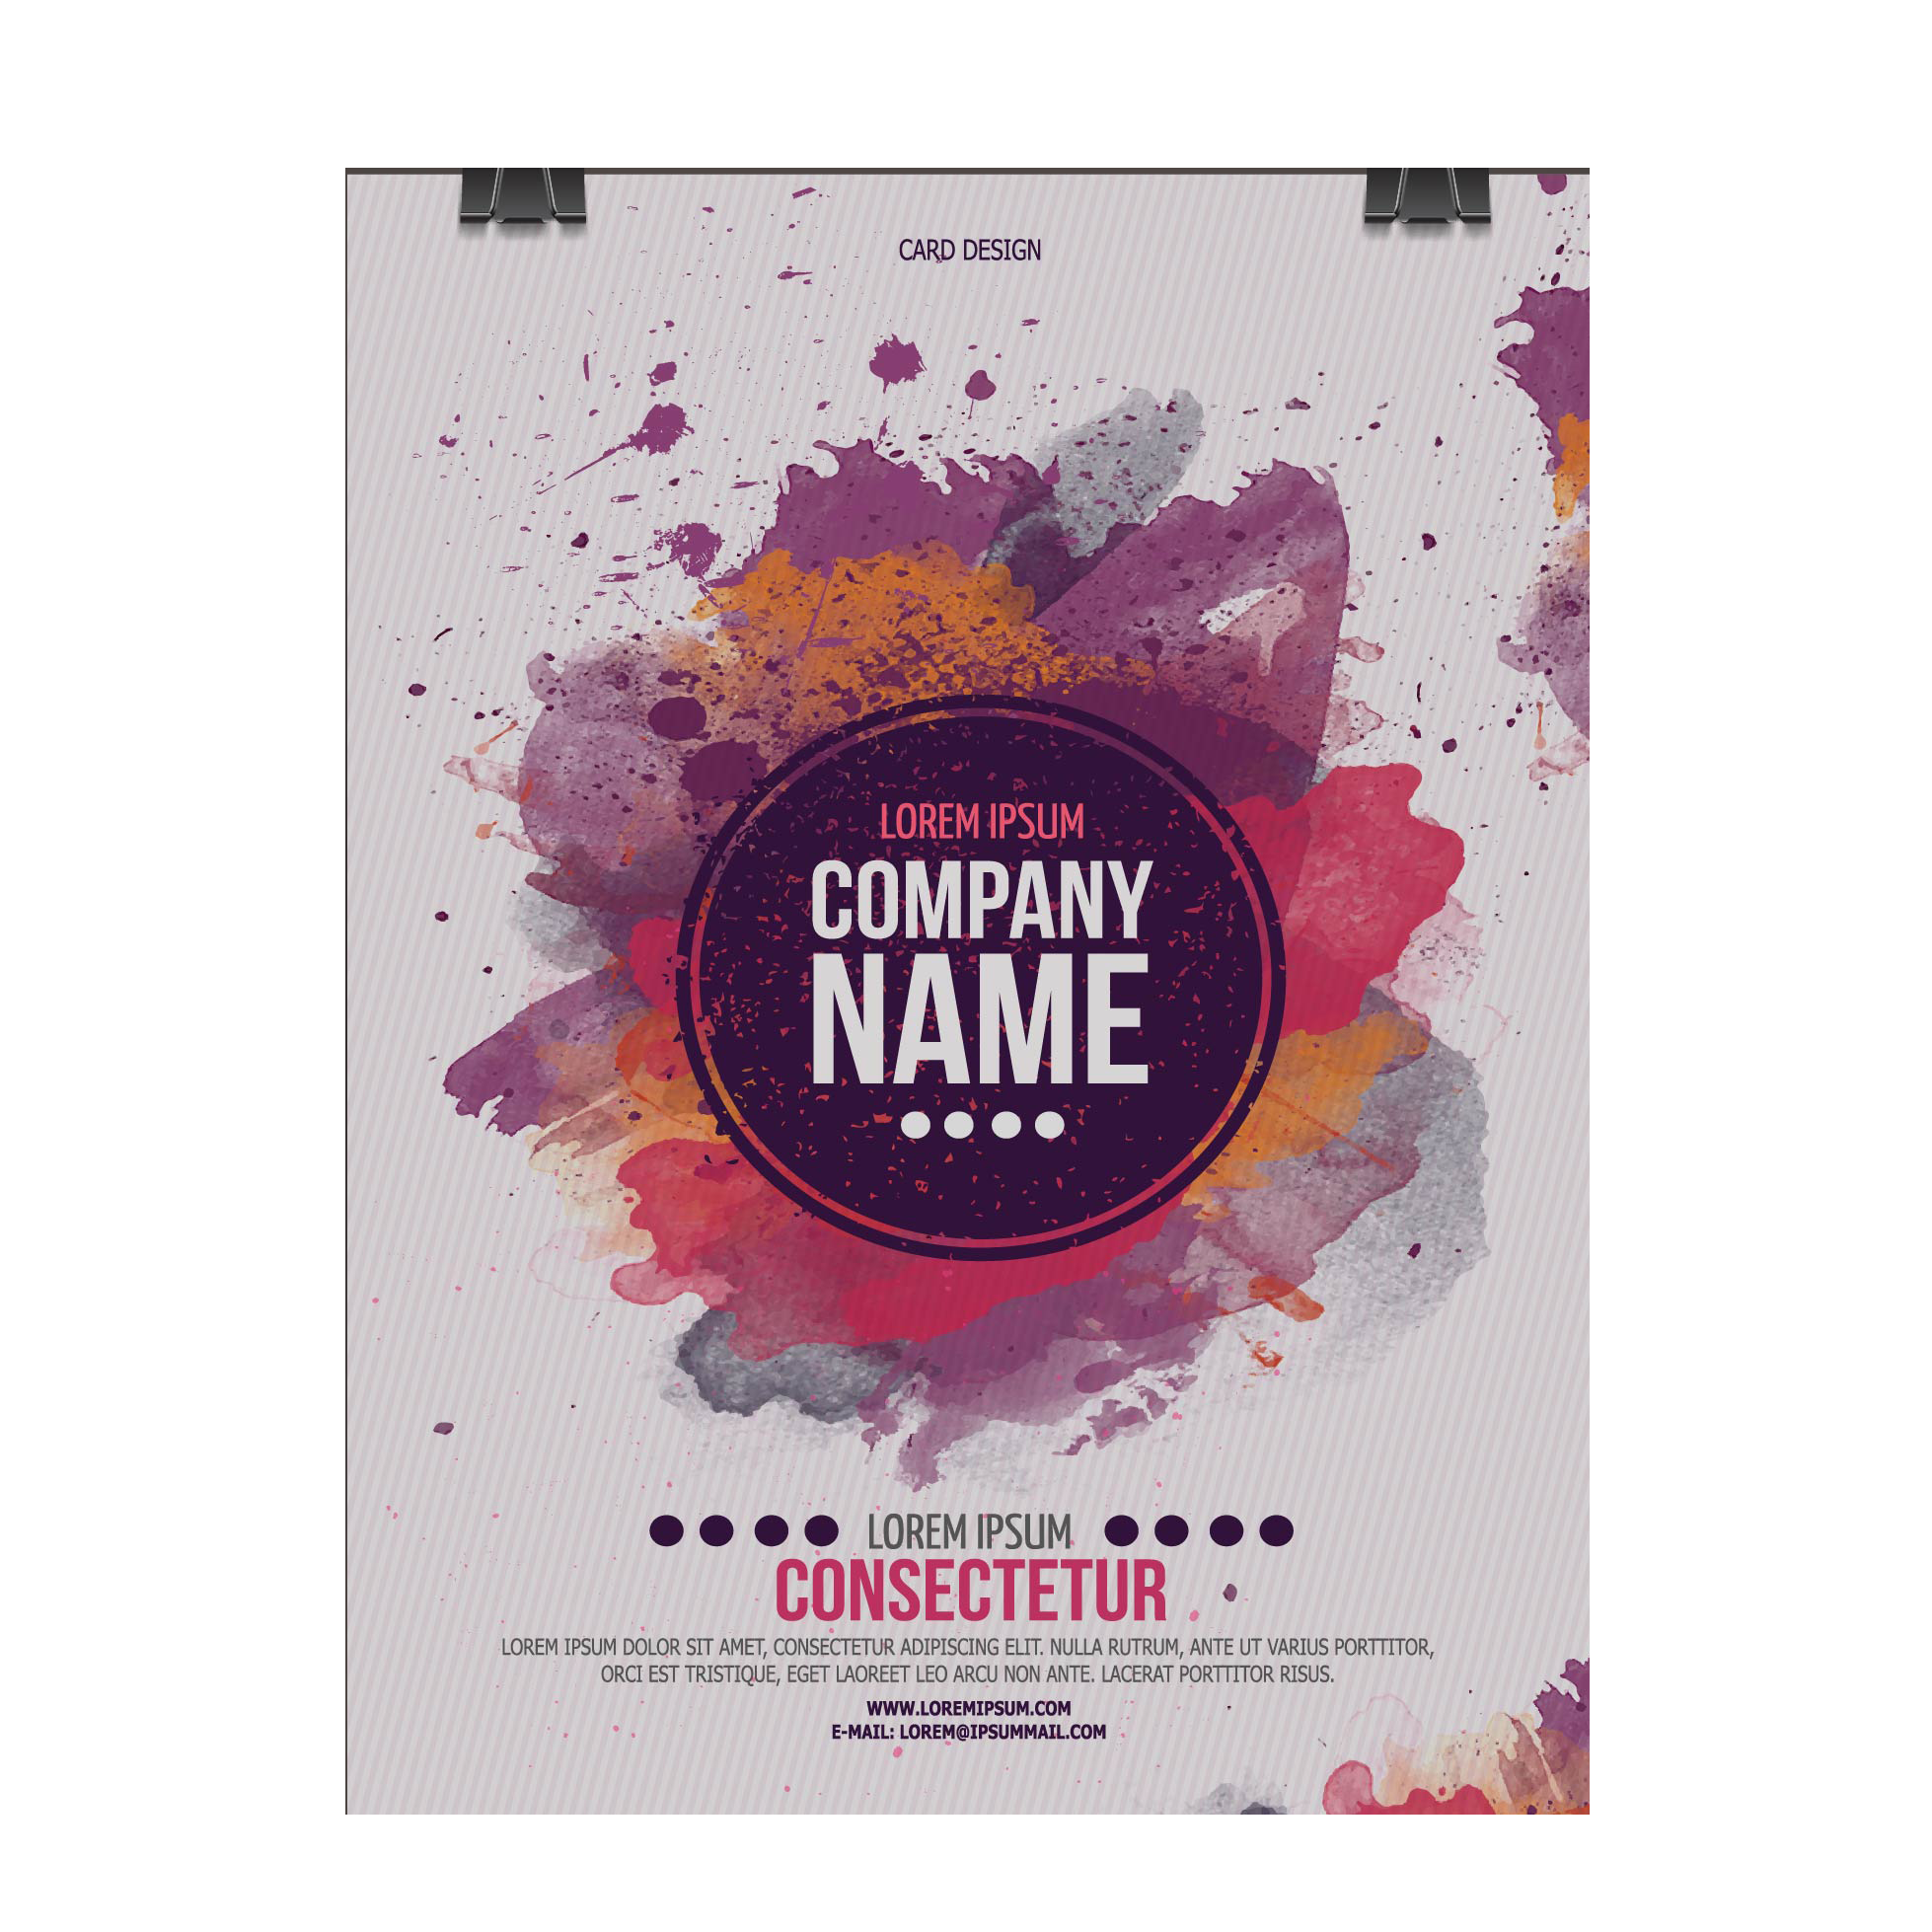 CARD DESIGN
LOREM IPSUM
COMPANY
NAME
LOREM IPSUM
CONSECTETUR
LOREM IPSUM DOLOR SIT AMET, CONSECTETUR ADIPISCING ELIT. NULLA RUTRUM, ANTE UT VARIUS PORTTITOR,
ORCI EST TRISTIQUE, EGET LAOREET LEO ARCU NON ANTE. LACERAT PORTTITOR RISUS.
WWW.LOREMIPSUM.COM
E-MAIL: LOREM@IPSUMMAIL.COM